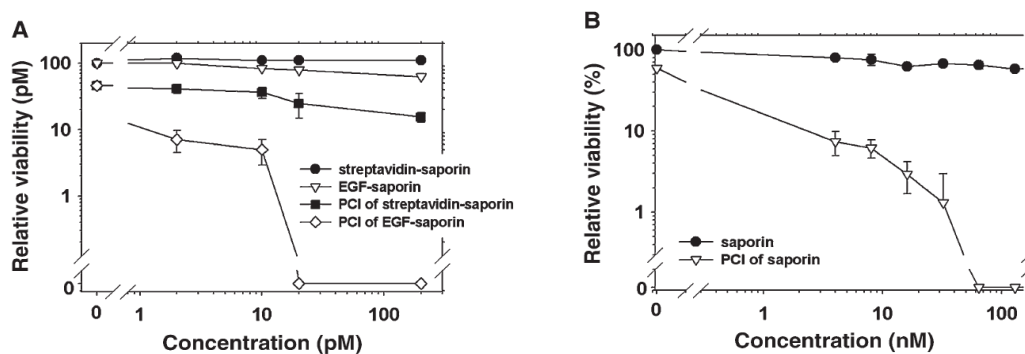 A
Relative viability (pM)
100
10
1
0
streptavidin-saporin
EGF-saporin
PCI of streptavidin-saporin
PCI of EGF-saporin
0 1 10 100
Concentration (pM)
B
Relative viability (%)
100
10
1
0
saporin
PCI of saporin
0 1 10 100
Concentration (nM)